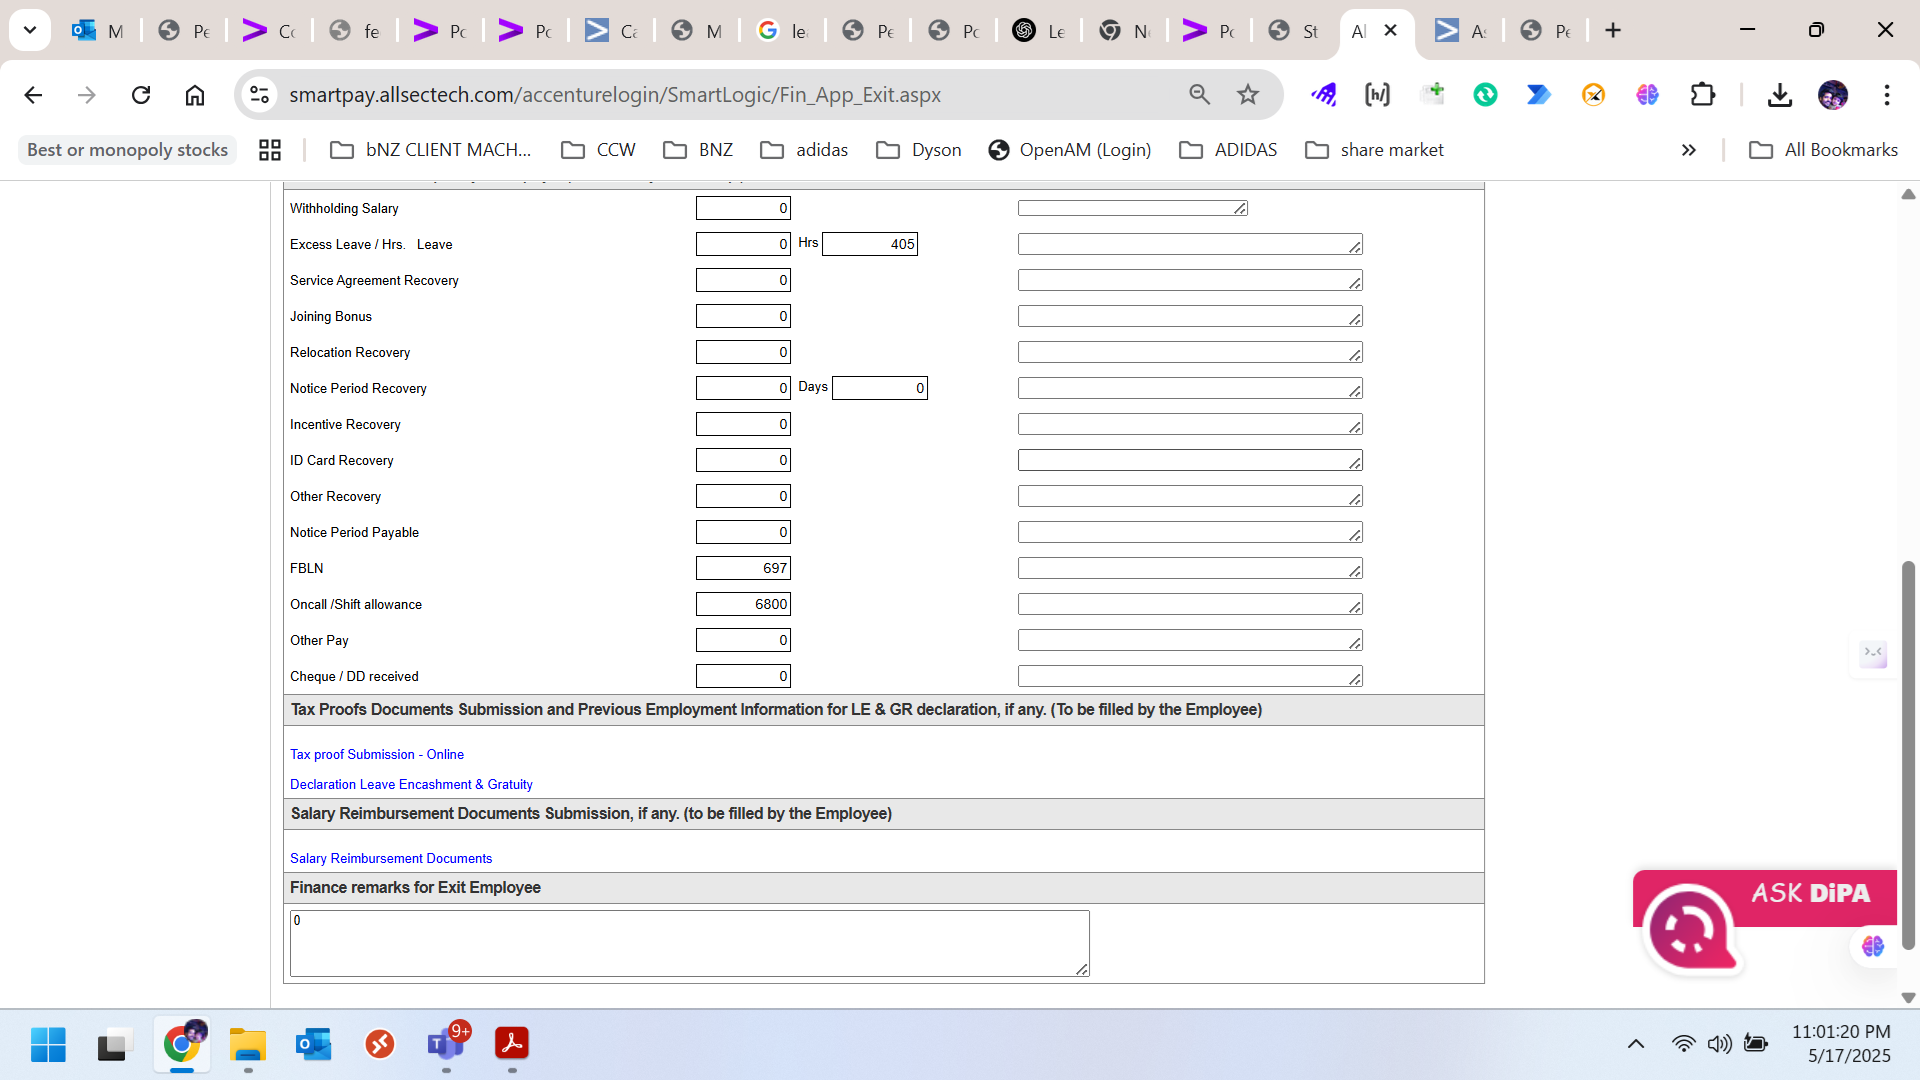 M
Pe
Cc
fe
Pc
Pc
Ca
M
le
Pe
Pc
Le
N
Pc
St
Al
As
Pe
smartpay.allsectech.com/accenturelogin/SmartLogic/Fin_App_Exit.aspx
Best or monopoly stocks
bNZ CLIENT MACH...
CCW
BNZ
adidas
Dyson
OpenAM (Login)
ADIDAS
share market
All Bookmarks
Withholding Salary 0
Excess Leave / Hrs. Leave 0 Hrs 405
Service Agreement Recovery 0
Joining Bonus 0
Relocation Recovery 0
Notice Period Recovery 0 Days 0
Incentive Recovery 0
ID Card Recovery 0
Other Recovery 0
Notice Period Payable 0
FBLN 697
Oncall /Shift allowance 6800
Other Pay 0
Cheque / DD received 0
Tax Proofs Documents Submission and Previous Employment Information for LE & GR declaration, if any. (To be filled by the Employee)
Tax proof Submission - Online
Declaration Leave Encashment & Gratuity
Salary Reimbursement Documents Submission, if any. (to be filled by the Employee)
Salary Reimbursement Documents
Finance remarks for Exit Employee
0
ASK DiPA
9+
11:01:20 PM
5/17/2025